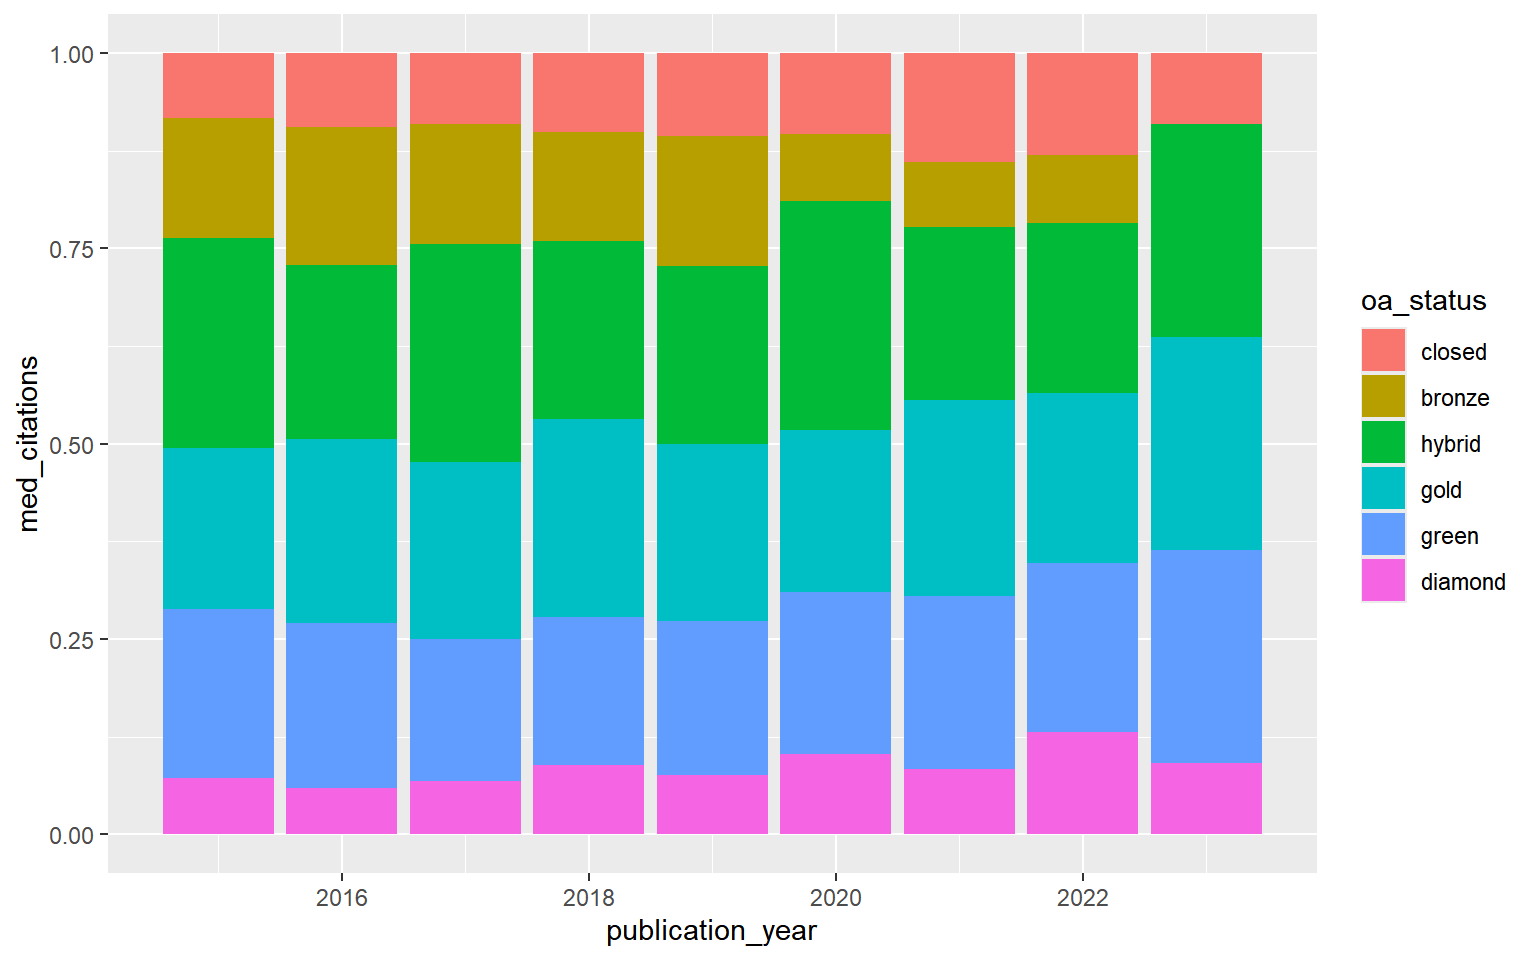 1.00
0.75
0.50
0.25
0.00
med_citations
2016
2018
2020
2022
publication_year
oa_status
closed
bronze
hybrid
gold
green
diamond